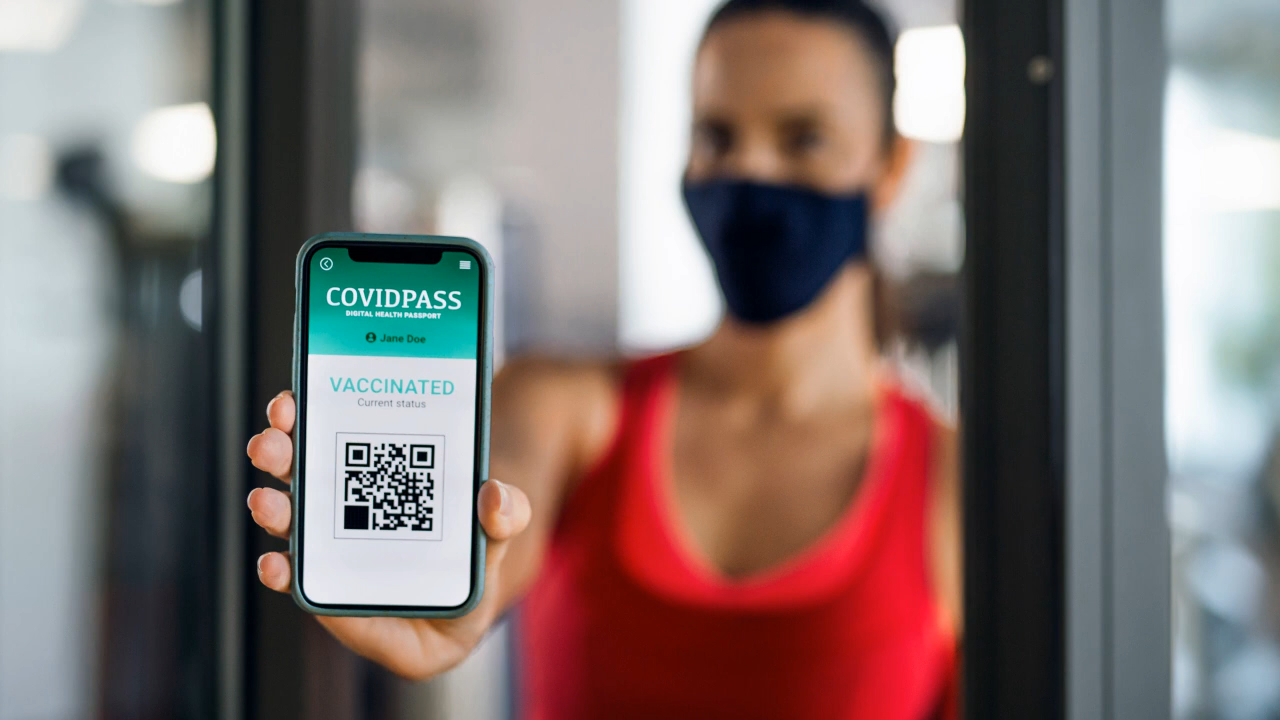 COVIDPASS
DIGITAL HEALTH PASSPORT
Jane Doe
VACCINATED
Current status